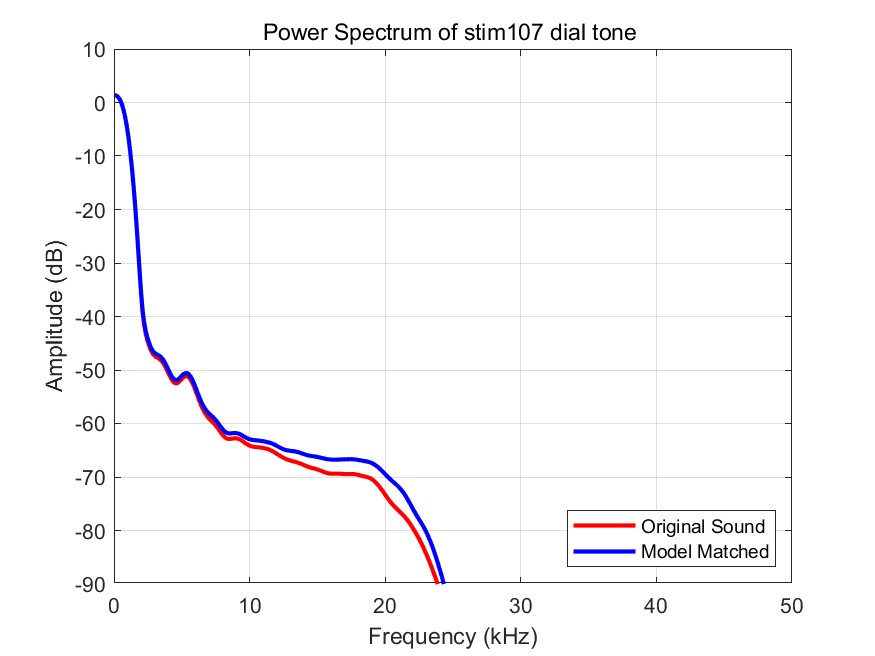 Power Spectrum of stim107 dial tone
10
0
-10
-20
-30
-40
-50
-60
-70
-80
-90
Amplitude (dB)
Original Sound
Model Matched
0 10 20 30 40 50
Frequency (kHz)